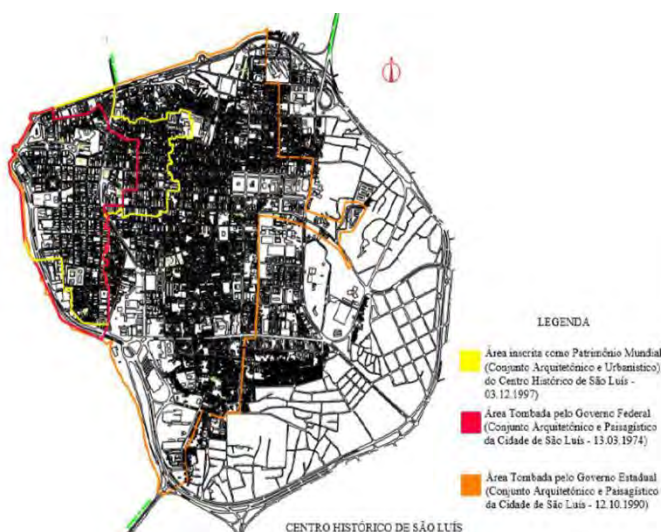 LEGENDA
Área inscrita como Patrimônio Mundial
(Conjunto Arquitetônico e Urbanístico)
do Centro Histórico de São Luís -
03.12.1997)
Área Tombada pelo Governo Federal
(Conjunto Arquitetônico e Paisagístico
da Cidade de São Luís - 13.03.1974)
Área Tombada pelo Governo Estadual
(Conjunto Arquitetônico e Paisagístico
da Cidade de São Luís - 12.10.1990)
CENTRO HISTÓRICO DE SÃO LUÍS